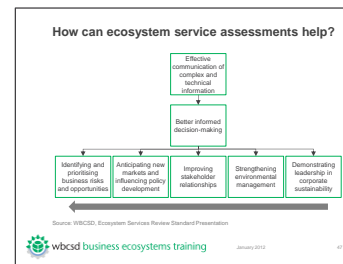 How can ecosystem service assessments help?
Effective
communication of
complex and
technical
information
Better informed
decision-making
Identifying and
prioritising
business risks
and opportunities
Anticipating new
markets and
influencing policy
development
Improving
stakeholder
relationships
Strengthening
environmental
management
Demonstrating
leadership in
corporate
sustainability
Source: WBCSD, Ecosystem Services Review Standard Presentation
wbcsd business ecosystems training
January 2012
47